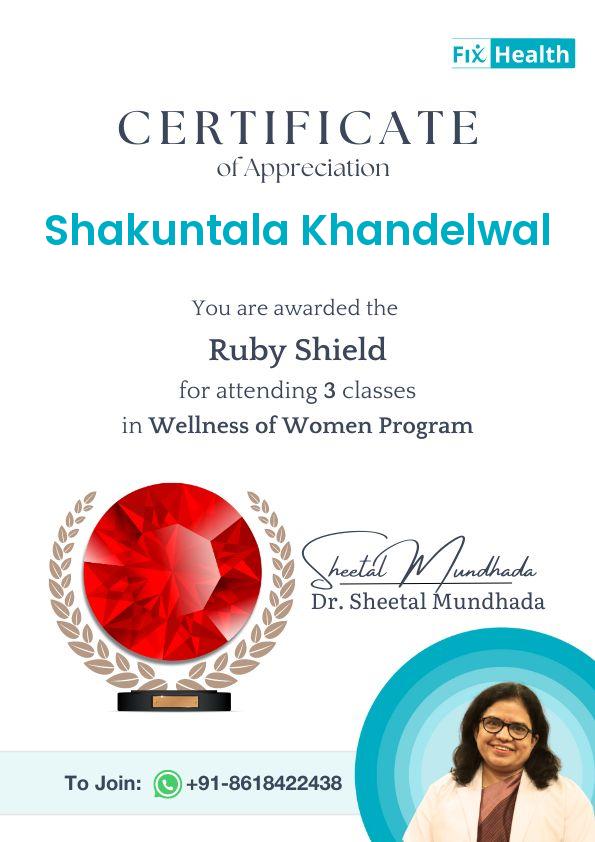 Fix Health
CERTIFICATE
of Appreciation
Shakuntala Khandelwal
You are awarded the
Ruby Shield
for attending 3 classes
in Wellness of Women Program
Sheetal Mundhada
Dr. Sheetal Mundhada
To Join: +91-8618422438